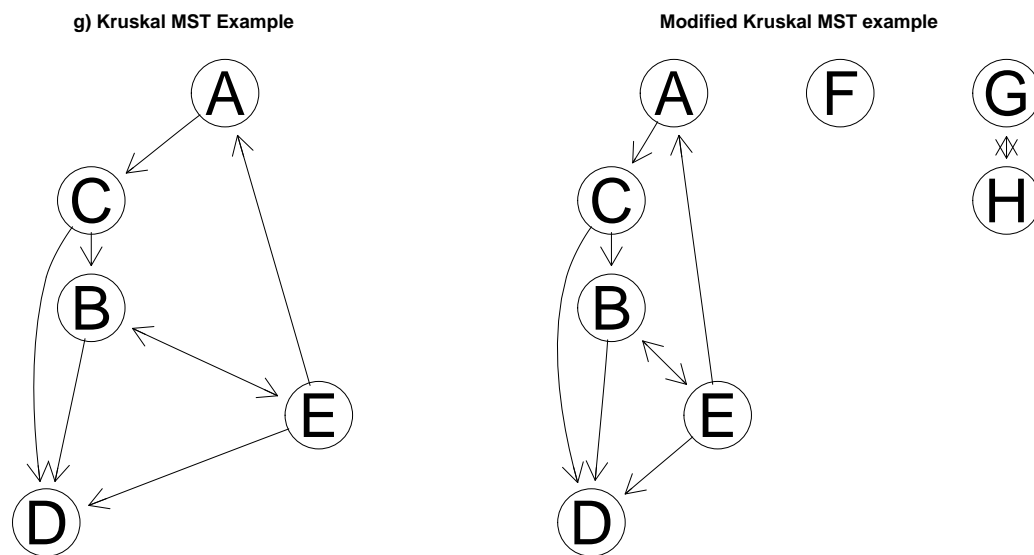 g) Kruskal MST Example
A
C
B
E
D
Modified Kruskal MST example
A
F
G
C
H
B
E
D